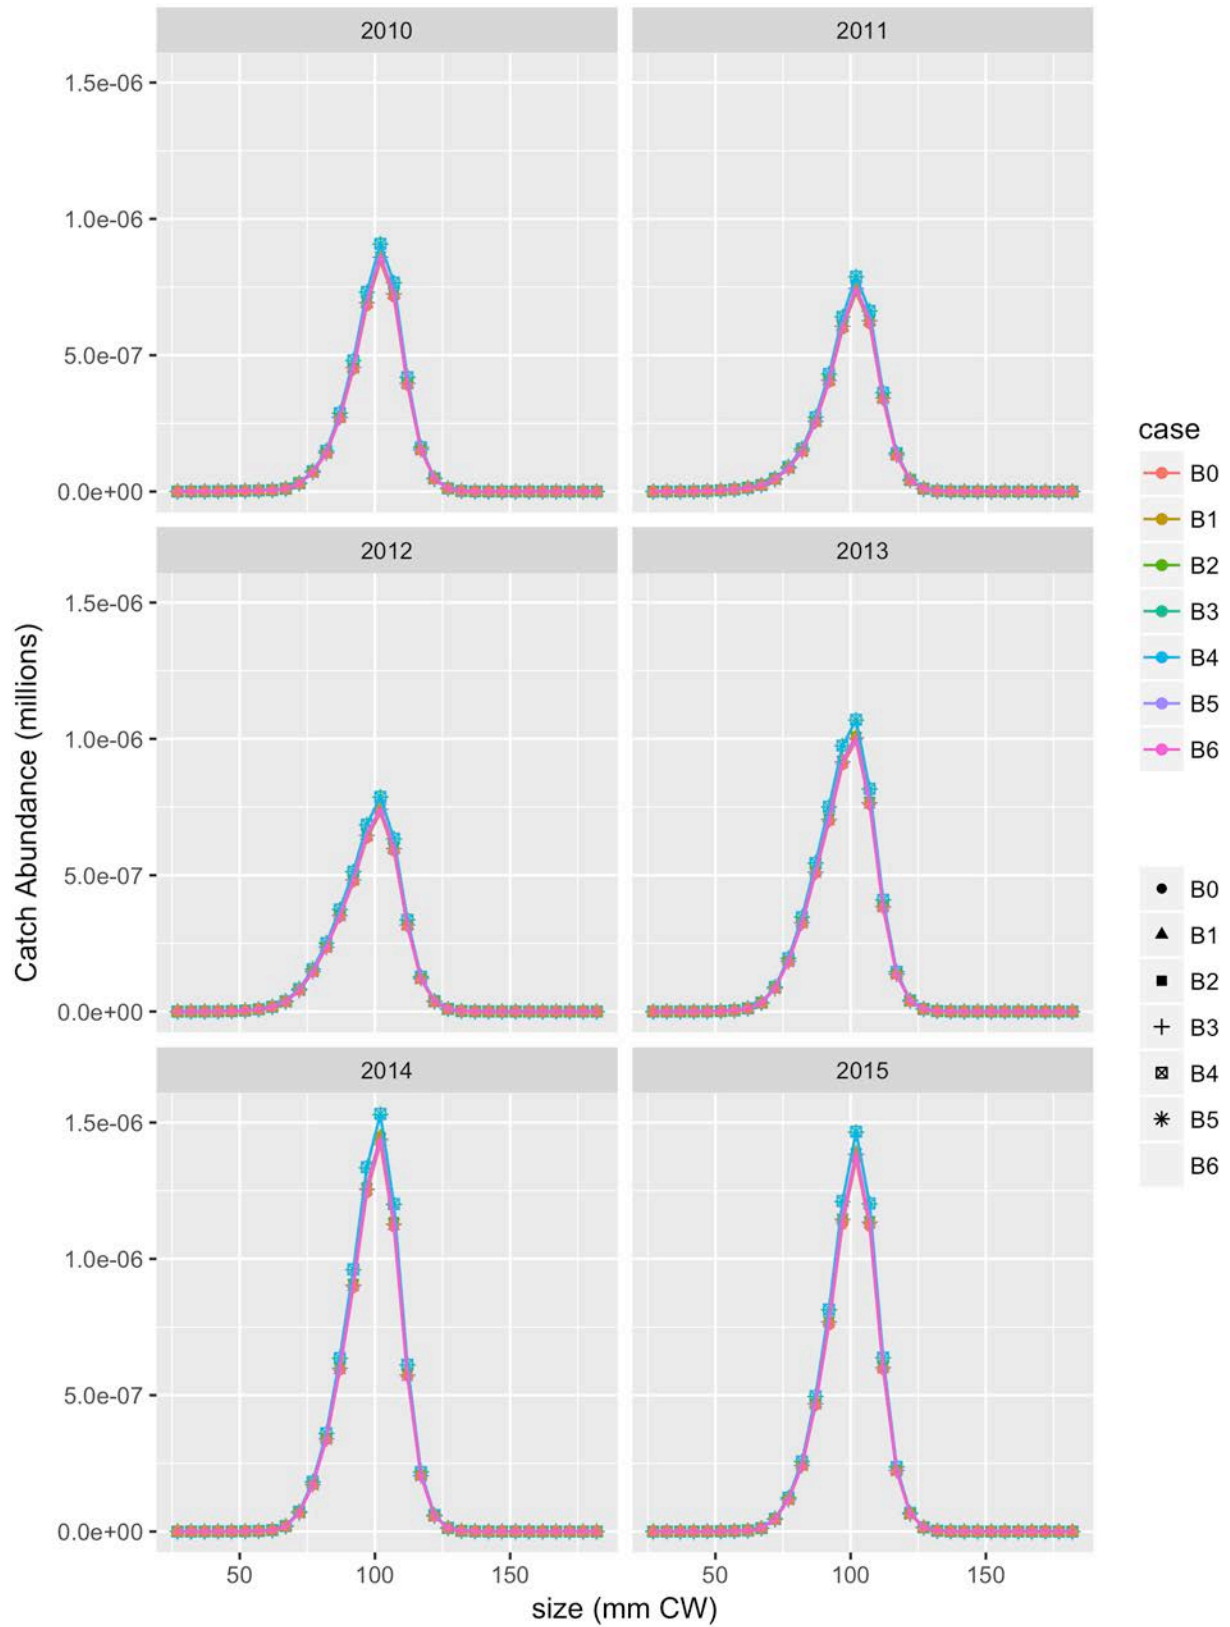 2010 2011
1.5e-06
1.0e-06
5.0e-07
0.0e+00
2012 2013
1.5e-06
1.0e-06
5.0e-07
0.0e+00
2014 2015
1.5e-06
1.0e-06
5.0e-07
0.0e+00
50 100 150 50 100 150
size (mm CW)
Catch Abundance (millions)
case
B0
B1
B2
B3
B4
B5
B6
B0
B1
B2
B3
B4
B5
B6